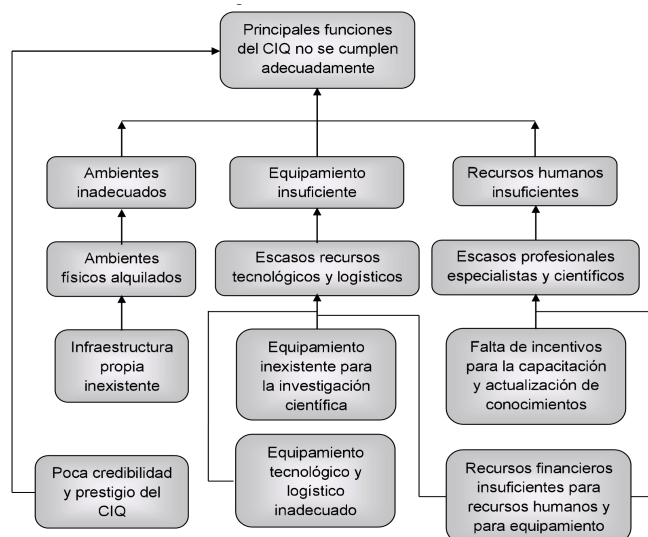 Principales funciones
del CIQ no se cumplen
adecuadamente
Ambientes
inadecuados
Equipamiento
insuficiente
Recursos humanos
insuficientes
Ambientes
físicos alquilados
Escasos recursos
tecnológicos y logísticos
Escasos profesionales
especialistas y científicos
Infraestructura
propia
inexistente
Equipamiento
inexistente para
la investigación
científica
Falta de incentivos
para la capacitación
y actualización de
conocimientos
Poca credibilidad
y prestigio del
CIQ
Equipamiento
tecnológico y
logístico
inadecuado
Recursos financieros
insuficientes para
recursos humanos y
para equipamiento